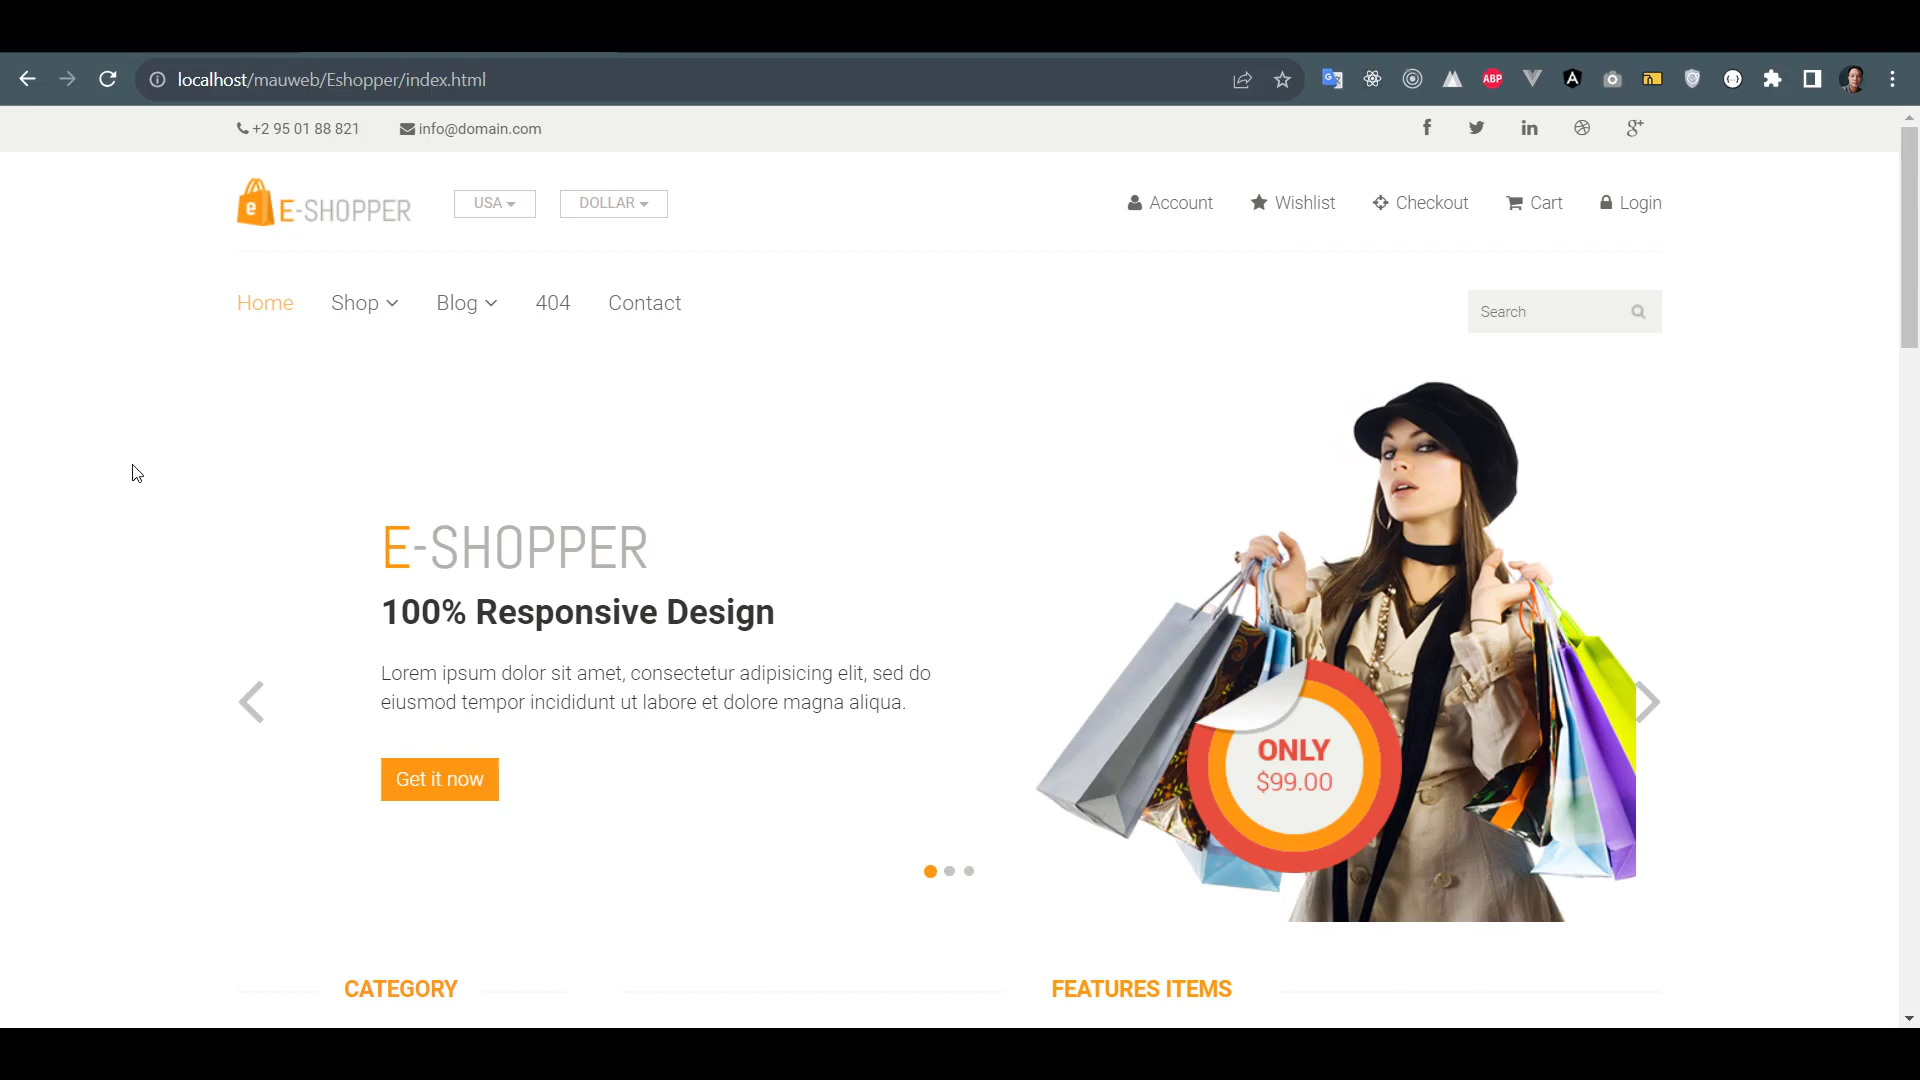 localhost/mauweb/Eshopper/index.html
ABP
+2 95 01 88 821 info@domain.com
E-SHOPPER USA DOLLAR Account Wishlist Checkout Cart Login
Home Shop Blog 404 Contact
Search
E-SHOPPER
100% Responsive Design
Lorem ipsum dolor sit amet, consectetur adipisicing elit, sed do
eiusmod tempor incididunt ut labore et dolore magna aliqua.
Get it now
ONLY
$99.00
CATEGORY FEATURES ITEMS